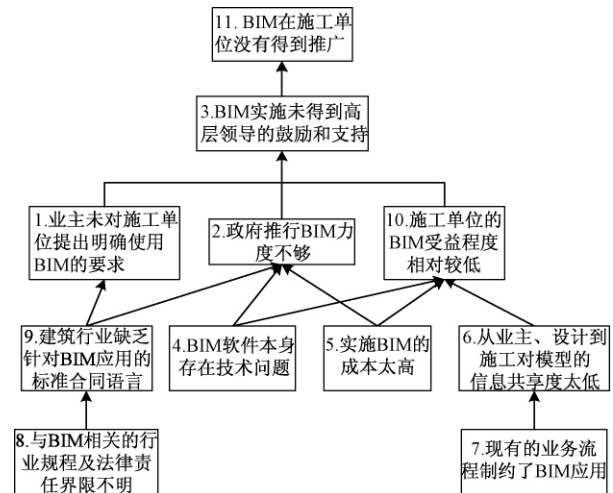 11. BIM在施工单
位没有得到推广
3.BIM实施未得到高
层领导的鼓励和支持
1.业主未对施工单
位提出明确使用
BIM的要求
2.政府推行BIM力
度不够
10.施工单位的
BIM受益程度
相对较低
9.建筑行业缺乏
针对BIM应用的
标准合同语言
4.BIM软件本身
存在技术问题
5.实施BIM的
成本太高
6.从业主、设计到
施工对模型的
信息共享度太低
8.与BIM相关的行
业规程及法律责
任界限不明
7.现有的业务流
程制约了BIM应用